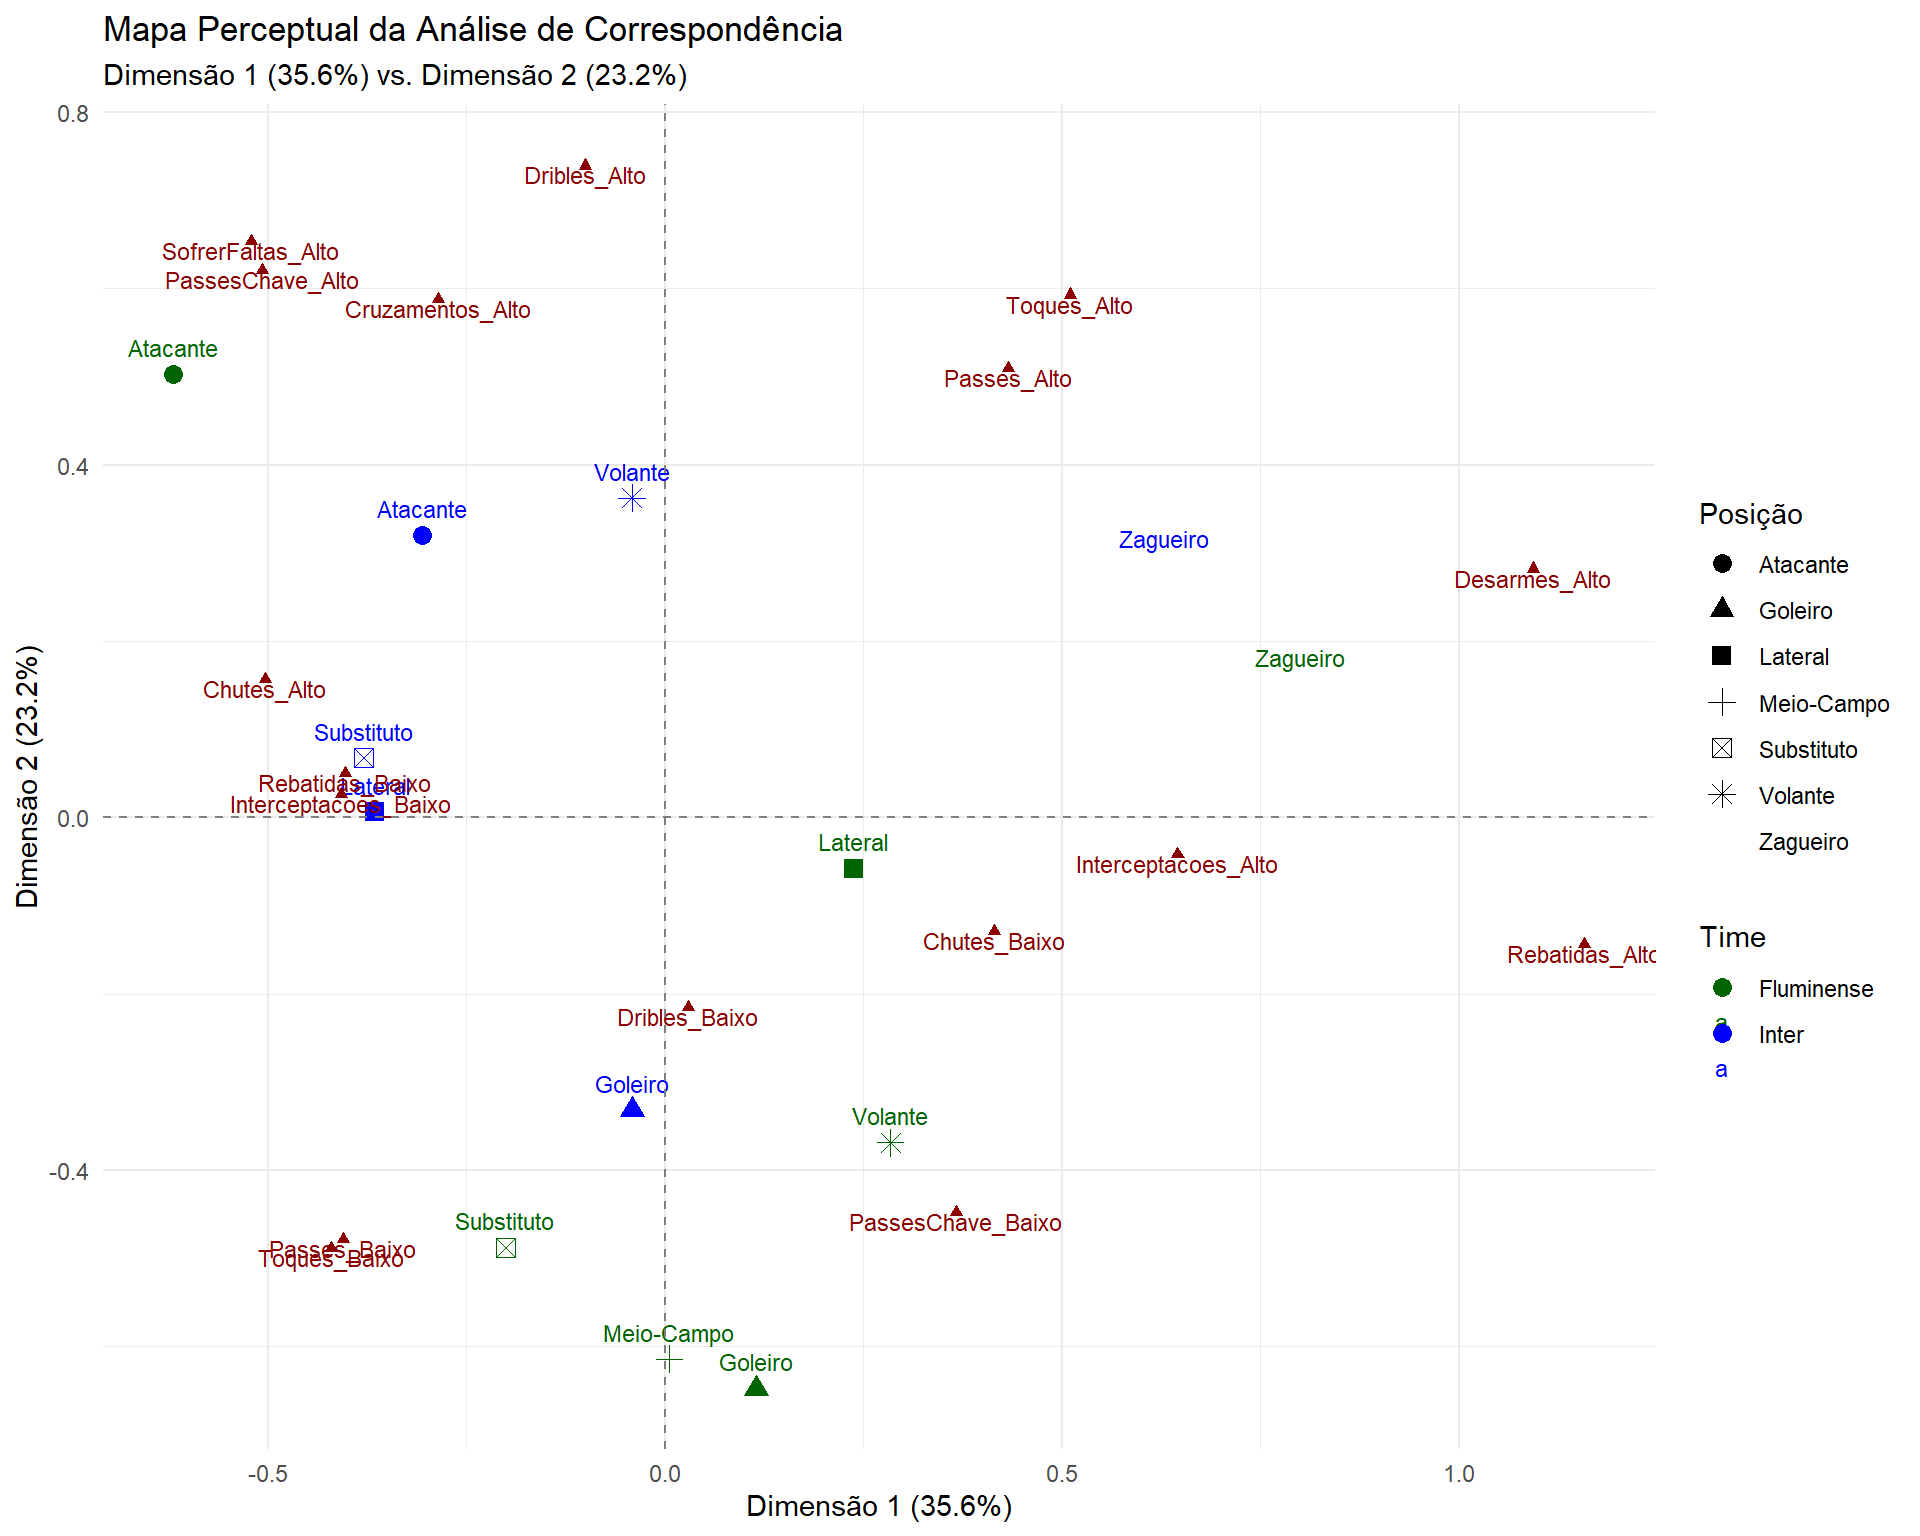 Mapa Perceptual da Análise de Correspondência
Dimensão 1 (35.6%) vs. Dimensão 2 (23.2%)
0.8
0.4
0.0
-0.4
Dimensão 2 (23.2%)
Dribles_Alto
SofrerFaltas_Alto
PassesChave_Alto
Cruzamentos_Alto
Toques_Alto
Atacante
Passes_Alto
Volante
Atacante
Zagueiro
Desarmes_Alto
Zagueiro
Chutes_Alto
Substituto
Rebatidas_Baixo
Lateral
Interceptacoes_Baixo
Lateral
Interceptacoes_Alto
Chutes_Baixo
Rebatidas_Alto
Dribles_Baixo
Goleiro
Volante
Substituto
PassesChave_Baixo
Passes_Baixo
Toques_Baixo
Meio-Campo
Goleiro
-0.5
0.0
0.5
1.0
Dimensão 1 (35.6%)
Posição
Atacante
Goleiro
Lateral
Meio-Campo
Substituto
Volante
Zagueiro
Time
Fluminense
a
Inter
a